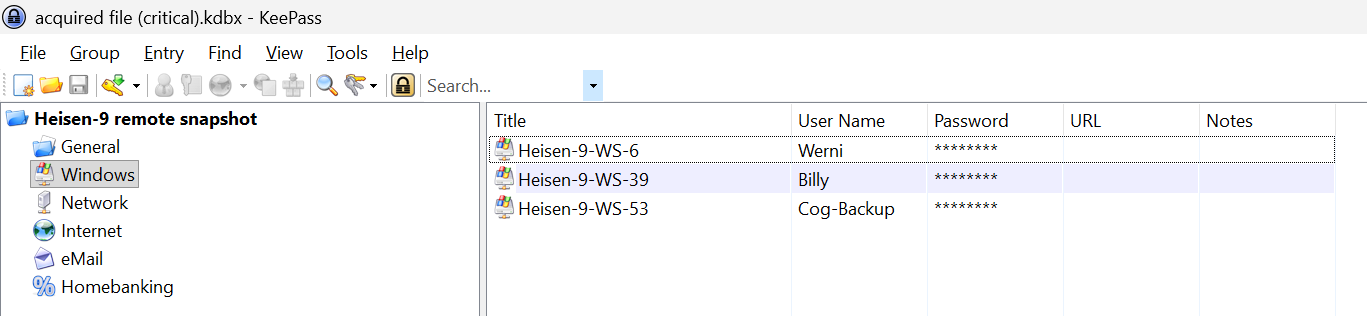 acquired file (critical).kdbx - KeePass
File Group Entry Find View Tools Help
Search...
Heisen-9 remote snapshot
General
Windows
Network
Internet
eMail
Homebanking
Title User Name Password URL Notes
Heisen-9-WS-6 Werni ********
Heisen-9-WS-39 Billy ********
Heisen-9-WS-53 Cog-Backup ********